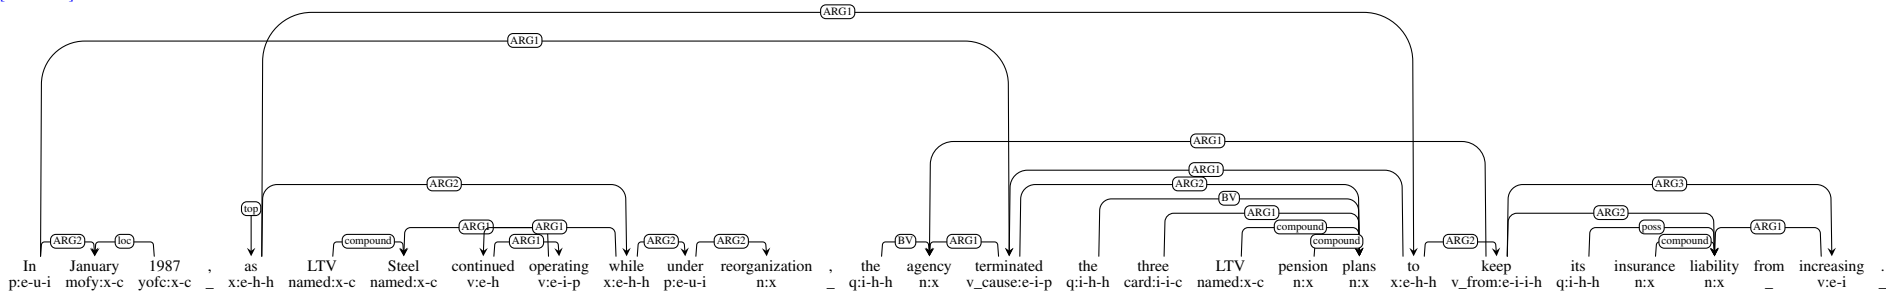 ARG1
ARG1
ARG1
ARG1
ARG2 ARG2 ARG3
BV
top
ARG1 ARG2
ARG1 ARG1 compound poss ARG1
ARG2 loc compound ARG1 ARG2 ARG2 BV ARG1 compound ARG2 compound
In January 1987 , as LTV Steel continued operating while under reorganization , the agency terminated the three LTV pension plans to keep its insurance liability from increasing .
p:e-u-i mofy:x-c yofc:x-c _ x:e-h-h named:x-c named:x-c v:e-h v:e-i-p x:e-h-h p:e-u-i n:x _ q:i-h-h n:x v_cause:e-i-p q:i-h-h card:i-i-c named:x-c n:x n:x x:e-h-h v_from:e-i-i-h q:i-h-h n:x n:x _ v:e-i _